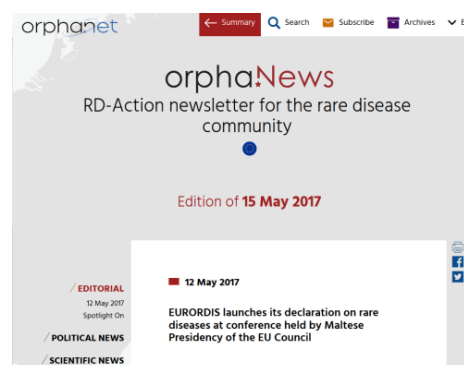 orphanet
← Summary
Search
Subscribe
Archives
orphaNews
RD-Action newsletter for the rare disease
community
Edition of 15 May 2017
/ EDITORIAL
12 May 2017
Spotlight On
/ POLITICAL NEWS
/ SCIENTIFIC NEWS
12 May 2017
EURORDIS launches its declaration on rare
diseases at conference held by Maltese
Presidency of the EU Council